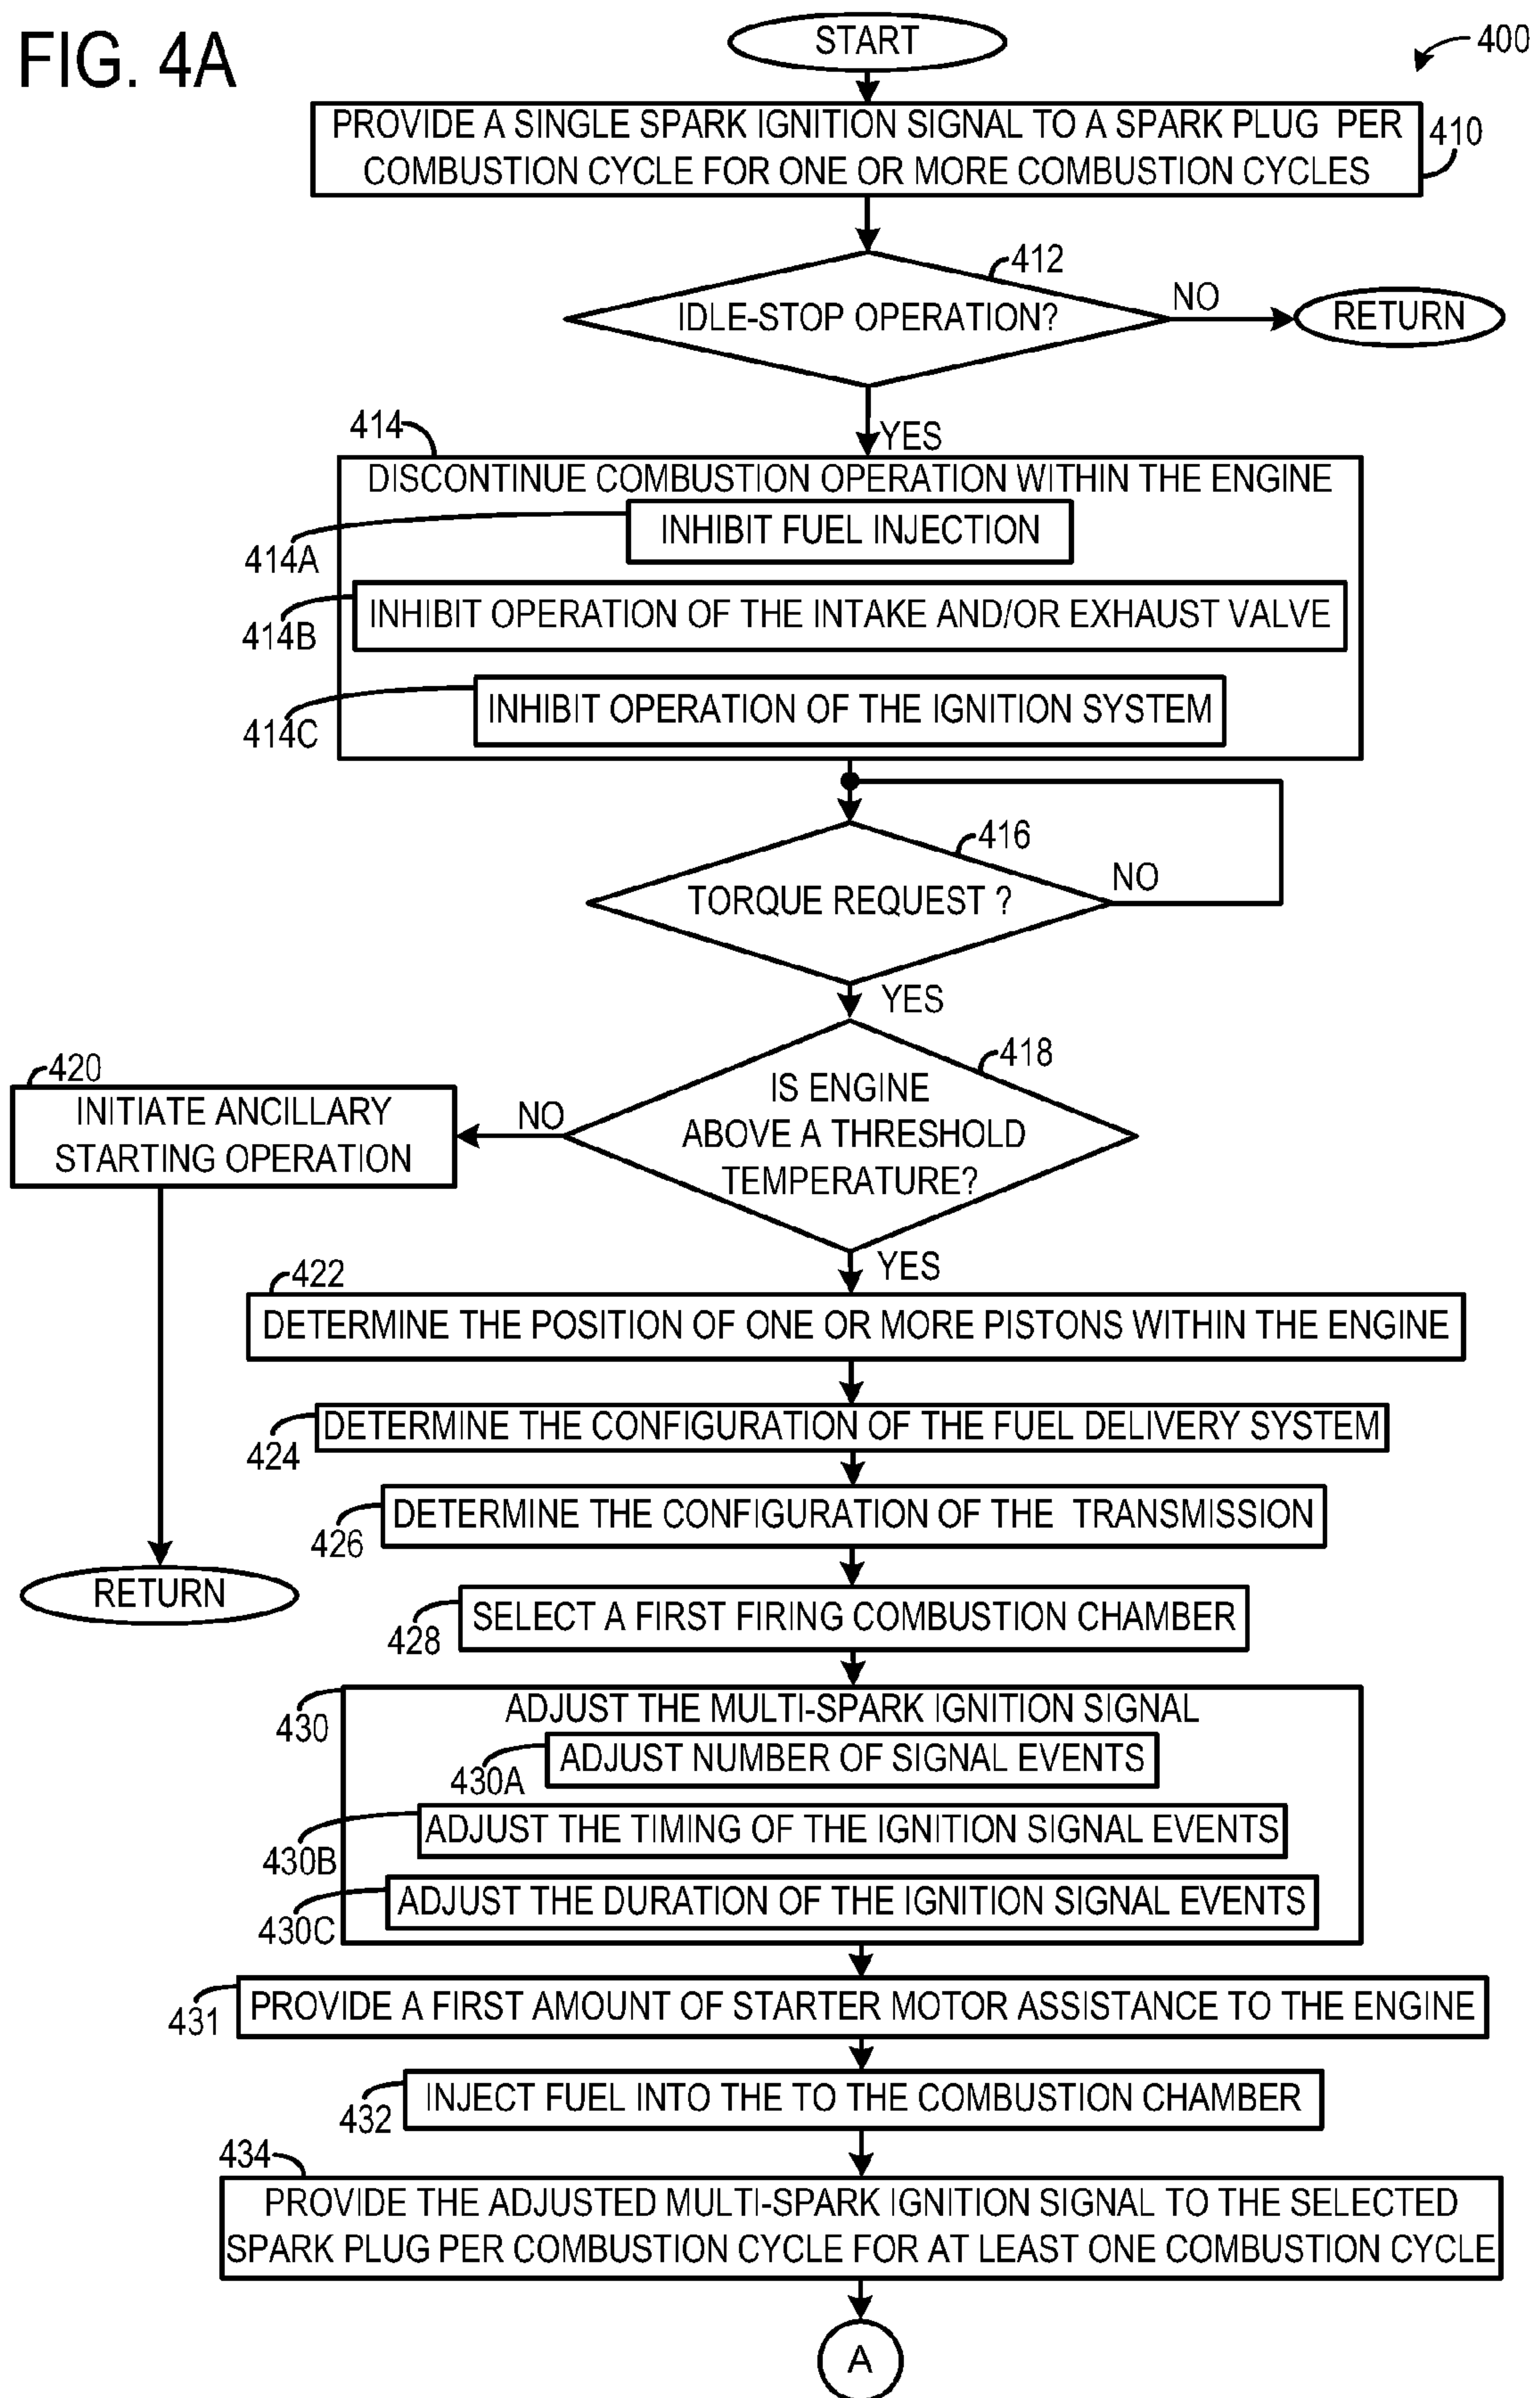 FIG. 4A
START
400
PROVIDE A SINGLE SPARK IGNITION SIGNAL TO A SPARK PLUG PER
COMBUSTION CYCLE FOR ONE OR MORE COMBUSTION CYCLES
410
412
IDLE-STOP OPERATION?
NO
RETURN
YES
414
DISCONTINUE COMBUSTION OPERATION WITHIN THE ENGINE
INHIBIT FUEL INJECTION
414A
INHIBIT OPERATION OF THE INTAKE AND/OR EXHAUST VALVE
414B
INHIBIT OPERATION OF THE IGNITION SYSTEM
414C
416
TORQUE REQUEST ?
NO
YES
418
IS ENGINE
ABOVE A THRESHOLD
TEMPERATURE?
NO
420
INITIATE ANCILLARY
STARTING OPERATION
RETURN
YES
422
DETERMINE THE POSITION OF ONE OR MORE PISTONS WITHIN THE ENGINE
DETERMINE THE CONFIGURATION OF THE FUEL DELIVERY SYSTEM
424
DETERMINE THE CONFIGURATION OF THE TRANSMISSION
426
SELECT A FIRST FIRING COMBUSTION CHAMBER
428
ADJUST THE MULTI-SPARK IGNITION SIGNAL
430
ADJUST NUMBER OF SIGNAL EVENTS
430A
ADJUST THE TIMING OF THE IGNITION SIGNAL EVENTS
430B
ADJUST THE DURATION OF THE IGNITION SIGNAL EVENTS
430C
PROVIDE A FIRST AMOUNT OF STARTER MOTOR ASSISTANCE TO THE ENGINE
431
INJECT FUEL INTO THE TO THE COMBUSTION CHAMBER
432
434
PROVIDE THE ADJUSTED MULTI-SPARK IGNITION SIGNAL TO THE SELECTED
SPARK PLUG PER COMBUSTION CYCLE FOR AT LEAST ONE COMBUSTION CYCLE
A